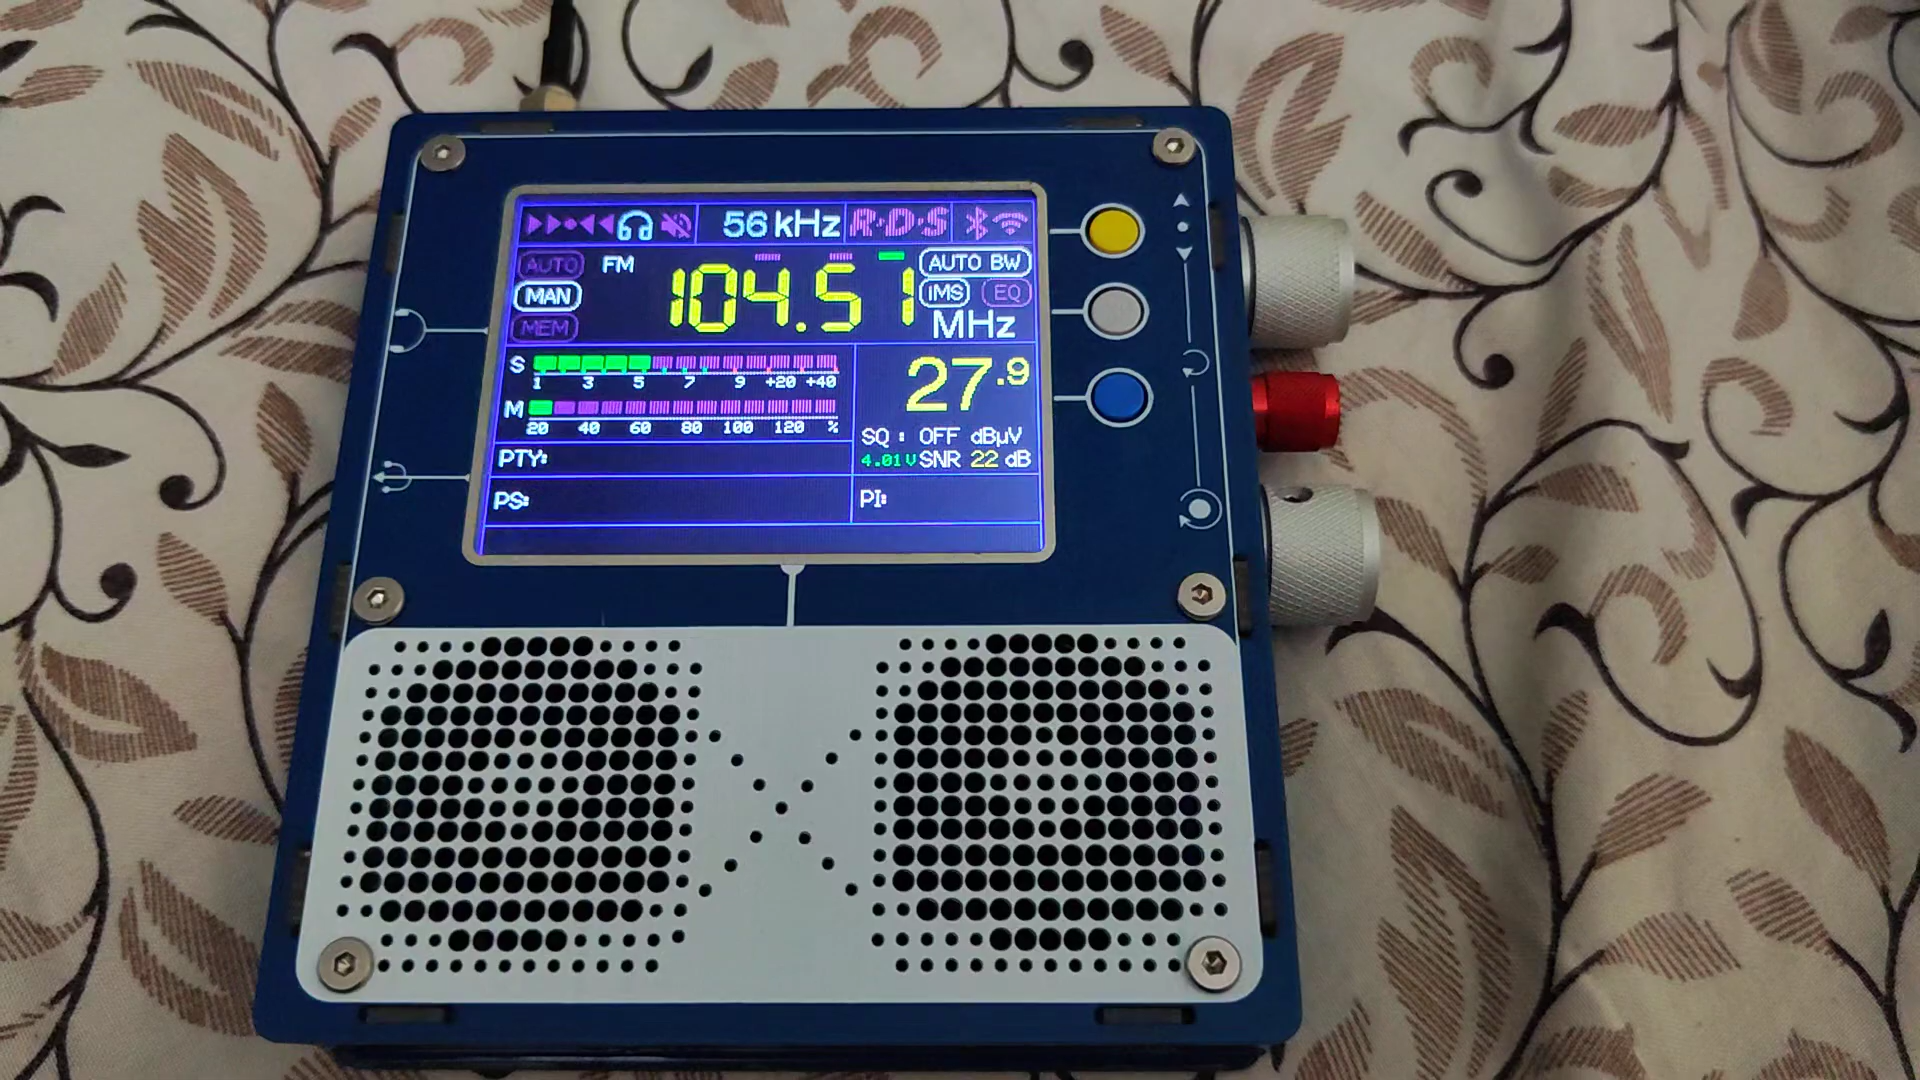 56 kHz R·D·S
AUTO FM 104.51 AUTO BW
MAN IMS EQ
MEM MHz
S
1 3 5 7 9 +20 +40
27.9
M
20 40 60 80 100 120 %
SQ : OFF dBµV
PTY: 4.01V SNR 22 dB
PS: PI: